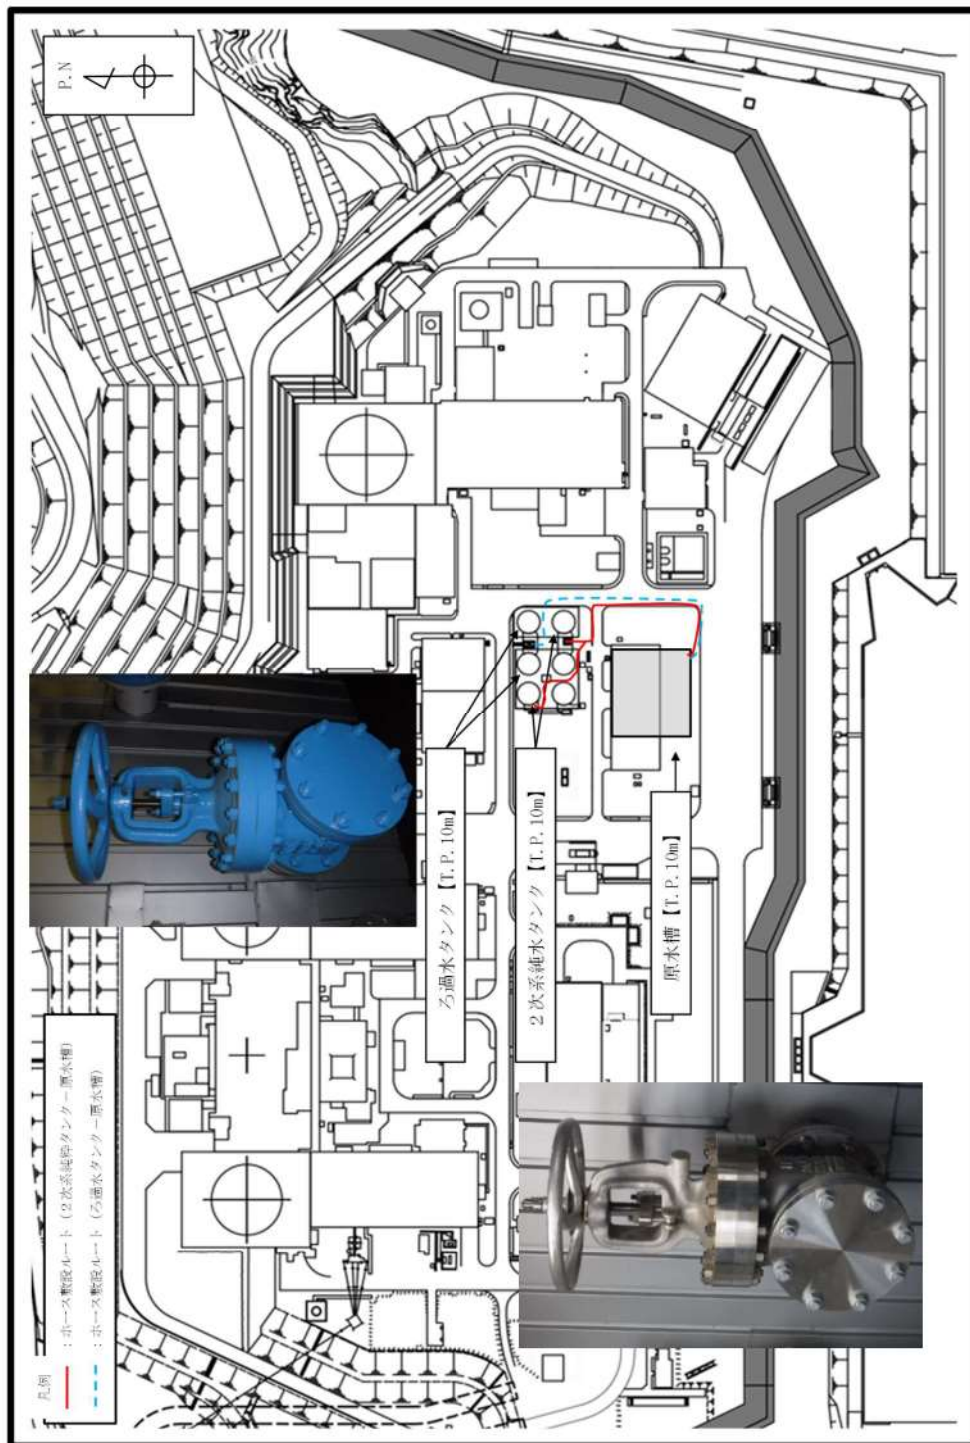 P.N
凡例
：ホース敷設ルート（２次系純粋タンク－原水槽）
：ホース敷設ルート（ろ過水タンク－原水槽）
ろ過水タンク【T.P.10m】
２次系純水タンク【T.P.10m】
原水槽【T.P.10m】